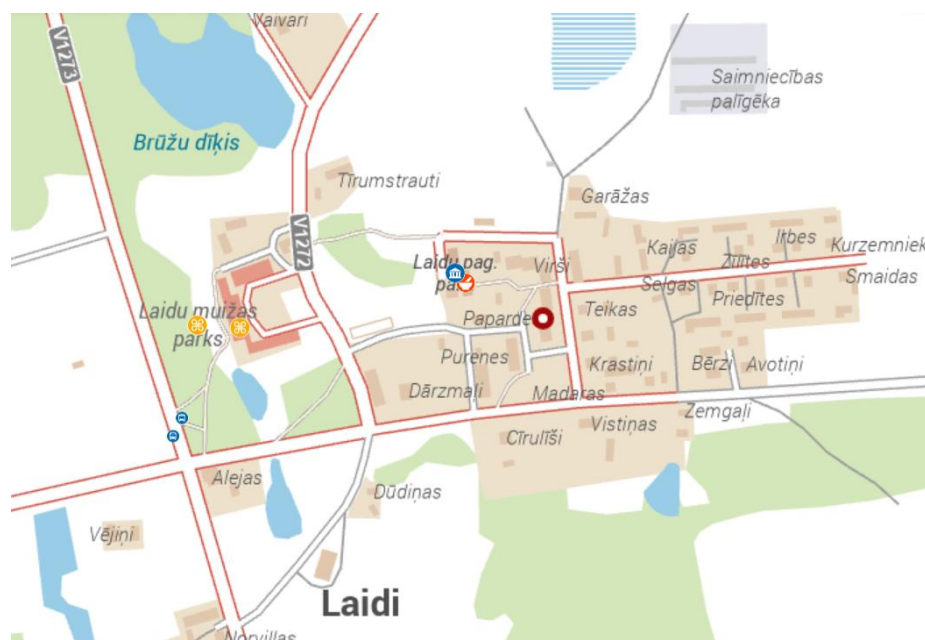 Vaivari
V1273
Saimniecības
palīgēka
Brūžu dīķis
Tīrumstrauti
Garāžas
V1272
Kaijas
Irbes
Kurzemniek
Laidu pag.
Virši
Zīlītes
Selgas
Smaidas
Laidu muižas
parks
Paparde
Teikas
Priedītes
Purenes
Krastiņi
Bērzi
Avotiņi
Dārzmaļi
Madaras
Zemgaļi
Cīrulīši
Vistiņas
Alejas
Dūdiņas
Vējiņi
Laidi
Norvillas